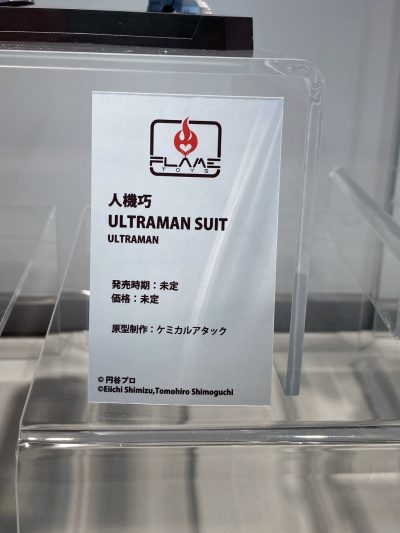 FLAME
TOYS
人機巧
ULTRAMAN SUIT
ULTRAMAN
発売時期：未定
価格：未定
原型制作：ケミカルアタック
© 円谷プロ
©Eiichi Shimizu,Tomohiro Shimoguchi